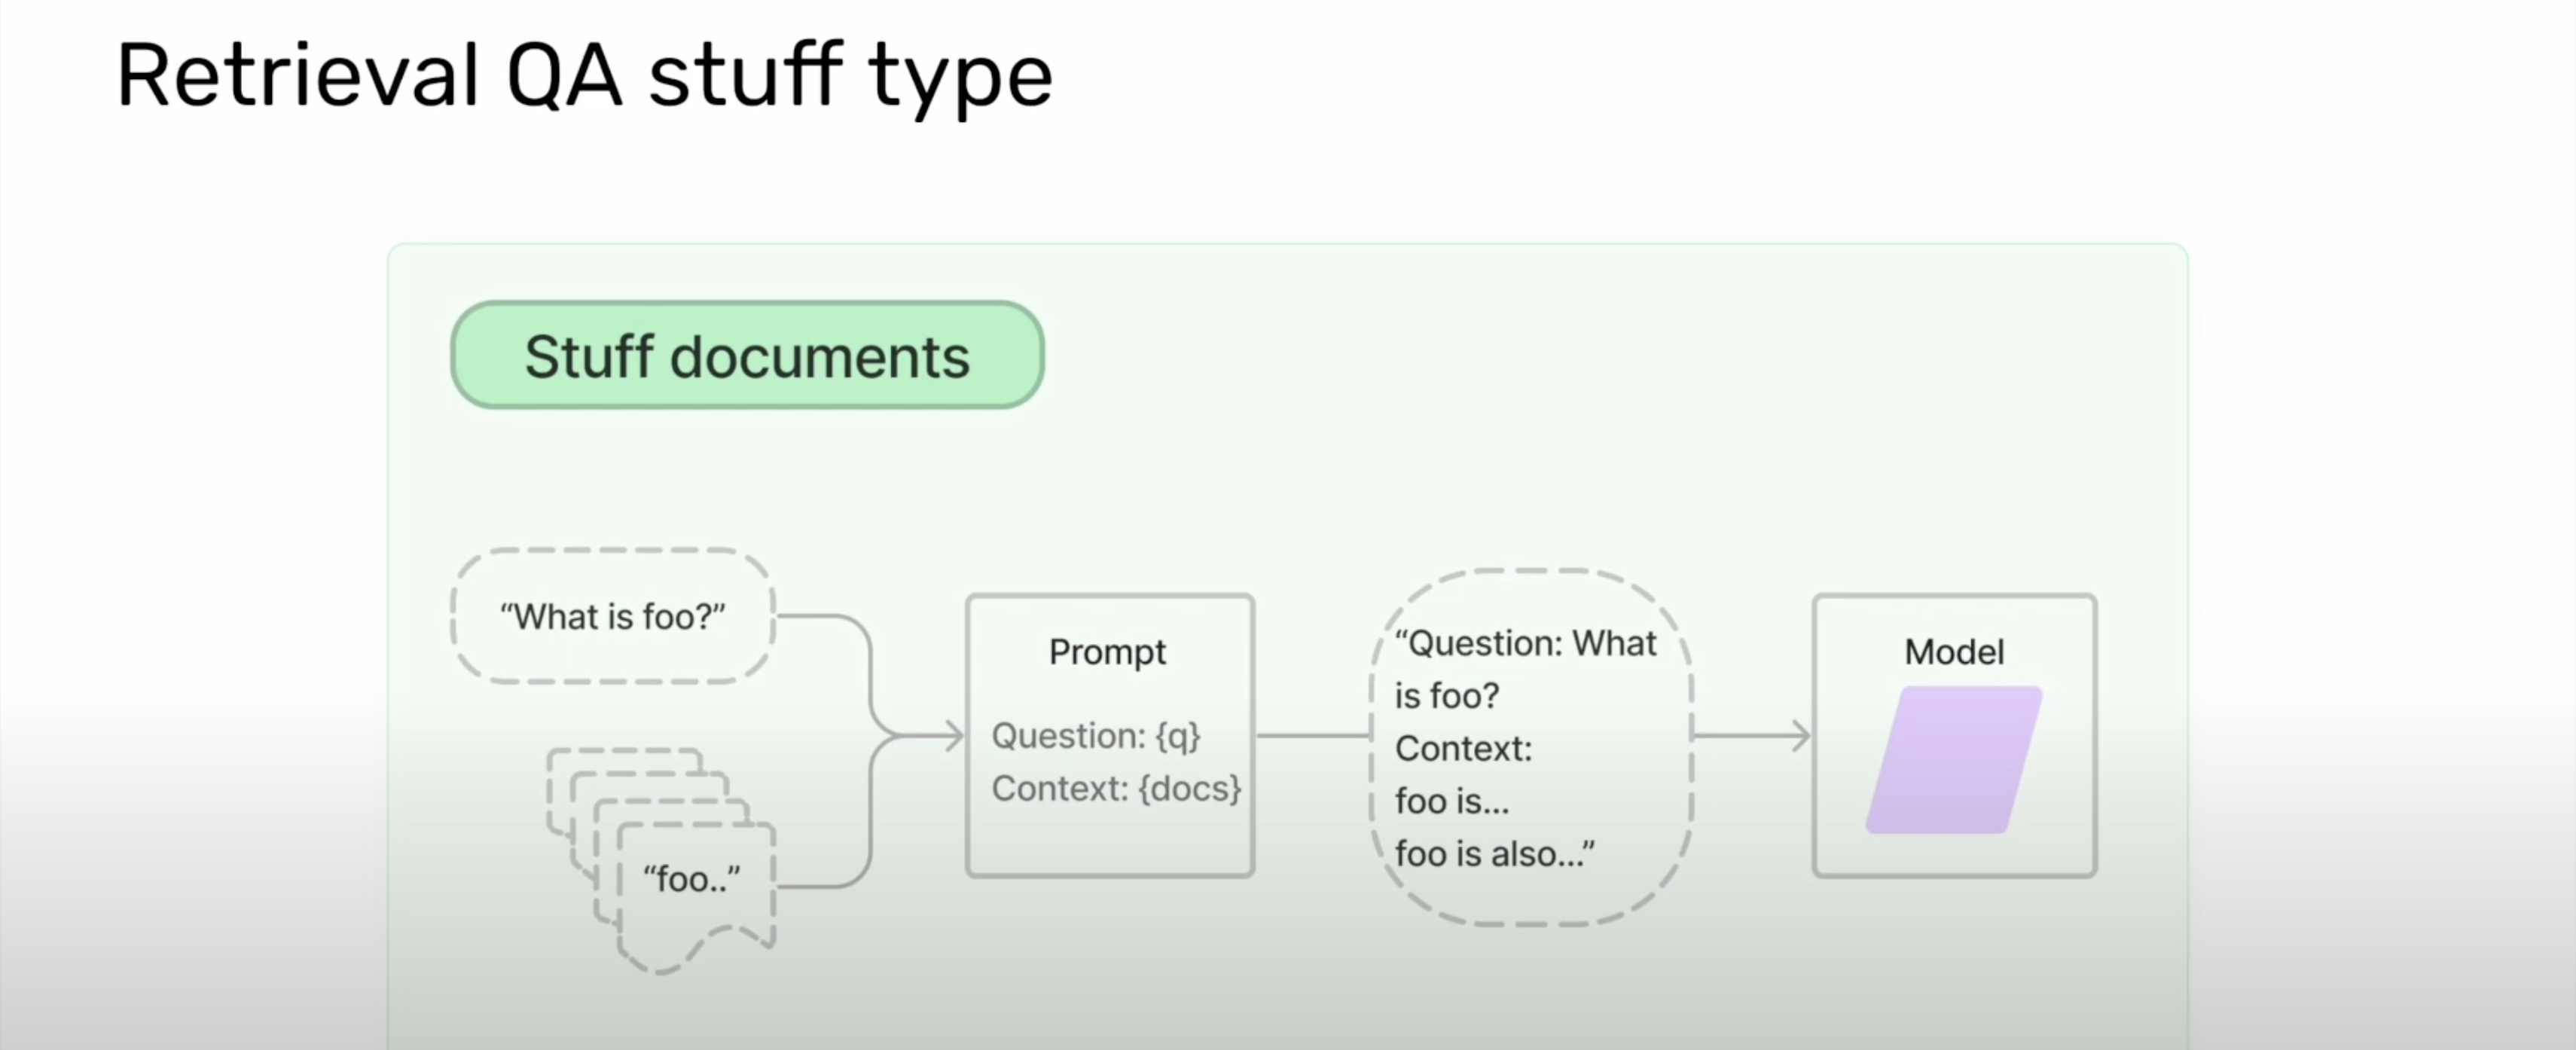 Retrieval QA stuff type
Stuff documents
“What is foo?”
“foo..”
Prompt
Question: {q}
Context: {docs}
“Question: What
is foo?
Context:
foo is...
foo is also...”
Model